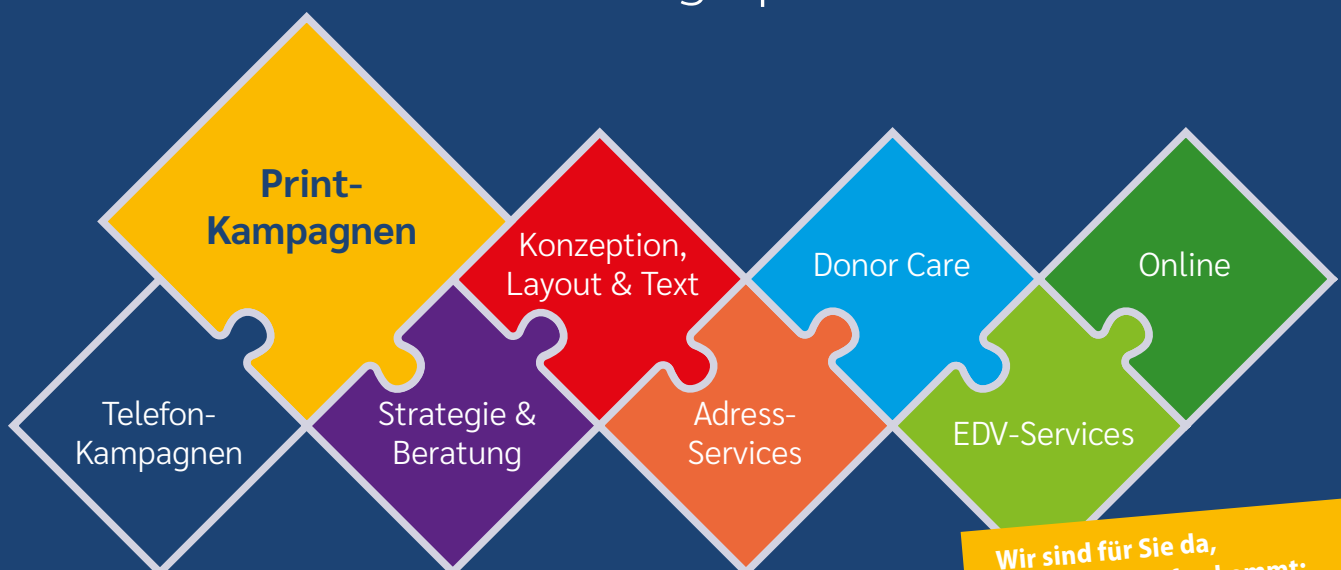 Print-
Kampagnen
Konzeption,
Layout & Text
Donor Care
Online
Telefon-
Kampagnen
Strategie &
Beratung
Adress-
Services
EDV-Services
Wir sind für Sie da,